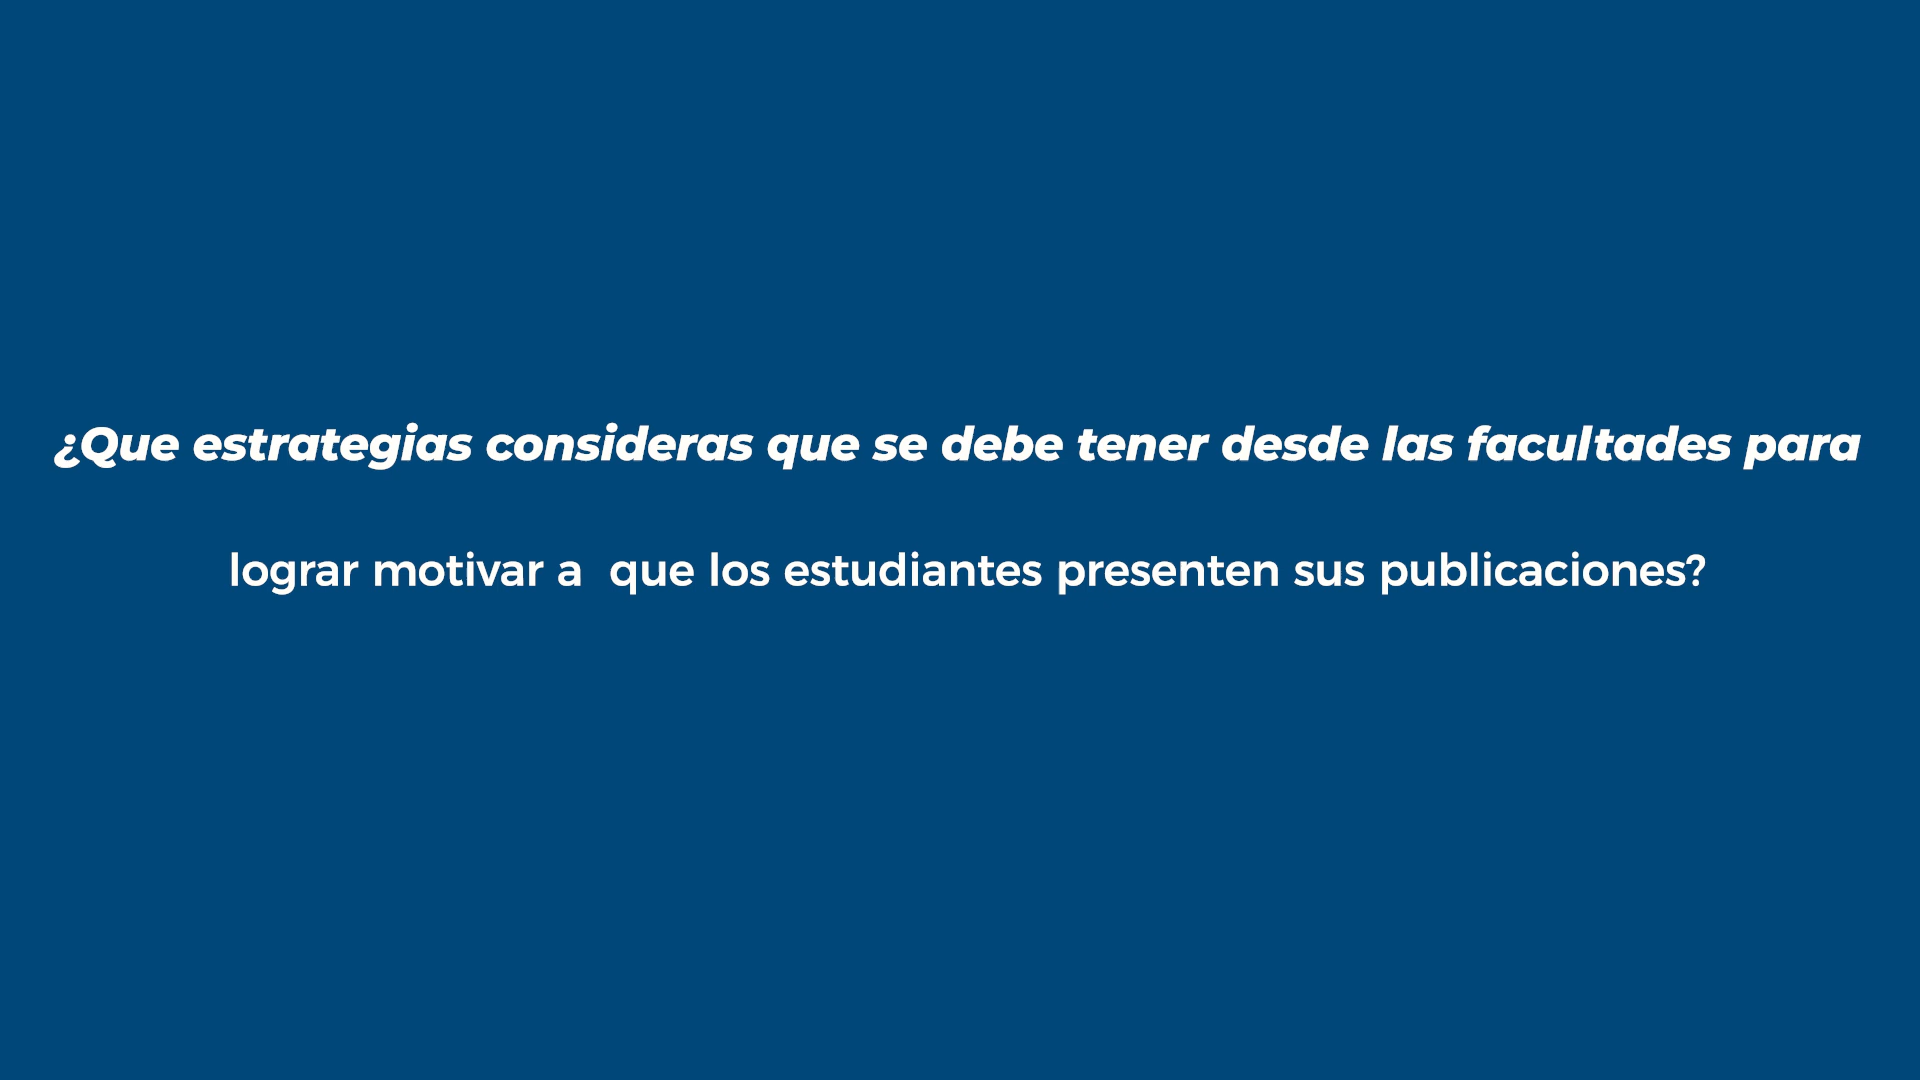 ¿Que estrategias consideras que se debe tener desde las facultades para
lograr motivar a  que los estudiantes presenten sus publicaciones?